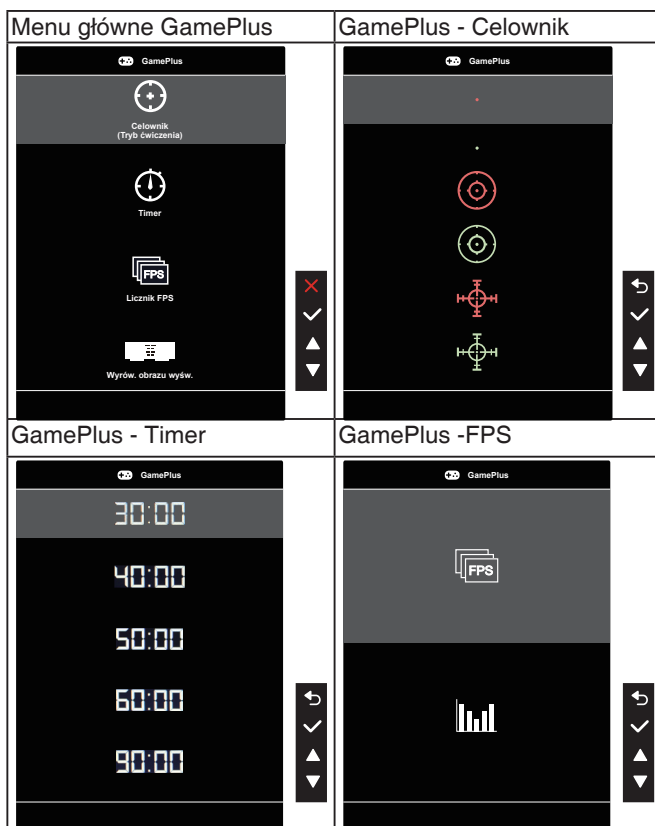 Menu główne GamePlus
GamePlus - Celownik
GamePlus
Celownik
(Tryb ćwiczenia)
Timer
FPS
Licznik FPS
Wyrów. obrazu wyśw.
GamePlus
GamePlus - Timer
GamePlus -FPS
GamePlus
30:00
40:00
50:00
60:00
90:00
GamePlus
FPS